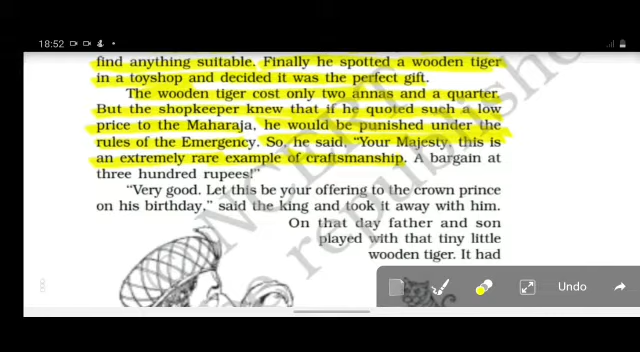 18:52
find anything suitable. Finally he spotted a wooden tiger
in a toyshop and decided it was the perfect gift.
The wooden tiger cost only two annas and a quarter.
But the shopkeeper knew that if he quoted such a low
price to the Maharaja, he would be punished under the
rules of the Emergency. So, he said, “Your Majesty, this is
an extremely rare example of craftsmanship. A bargain at
three hundred rupees!”
“Very good. Let this be your offering to the crown prince
on his birthday,” said the king and took it away with him.
On that day father and son
played with that tiny little
wooden tiger. It had
Undo
NCERT
republishe